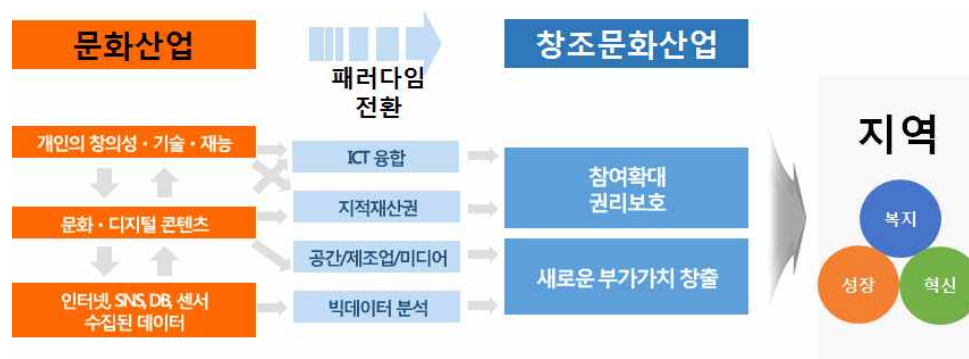 문화산업
패러다임
전환
창조문화산업
지역
개인의 창의성·기술·재능
문화·디지털 콘텐츠
인터넷, SNS, DB, 센서
수집된 데이터
ICT 융합
지적재산권
공간/제조업/미디어
빅데이터 분석
참여확대
권리보호
새로운 부가가치 창출
복지
성장
혁신